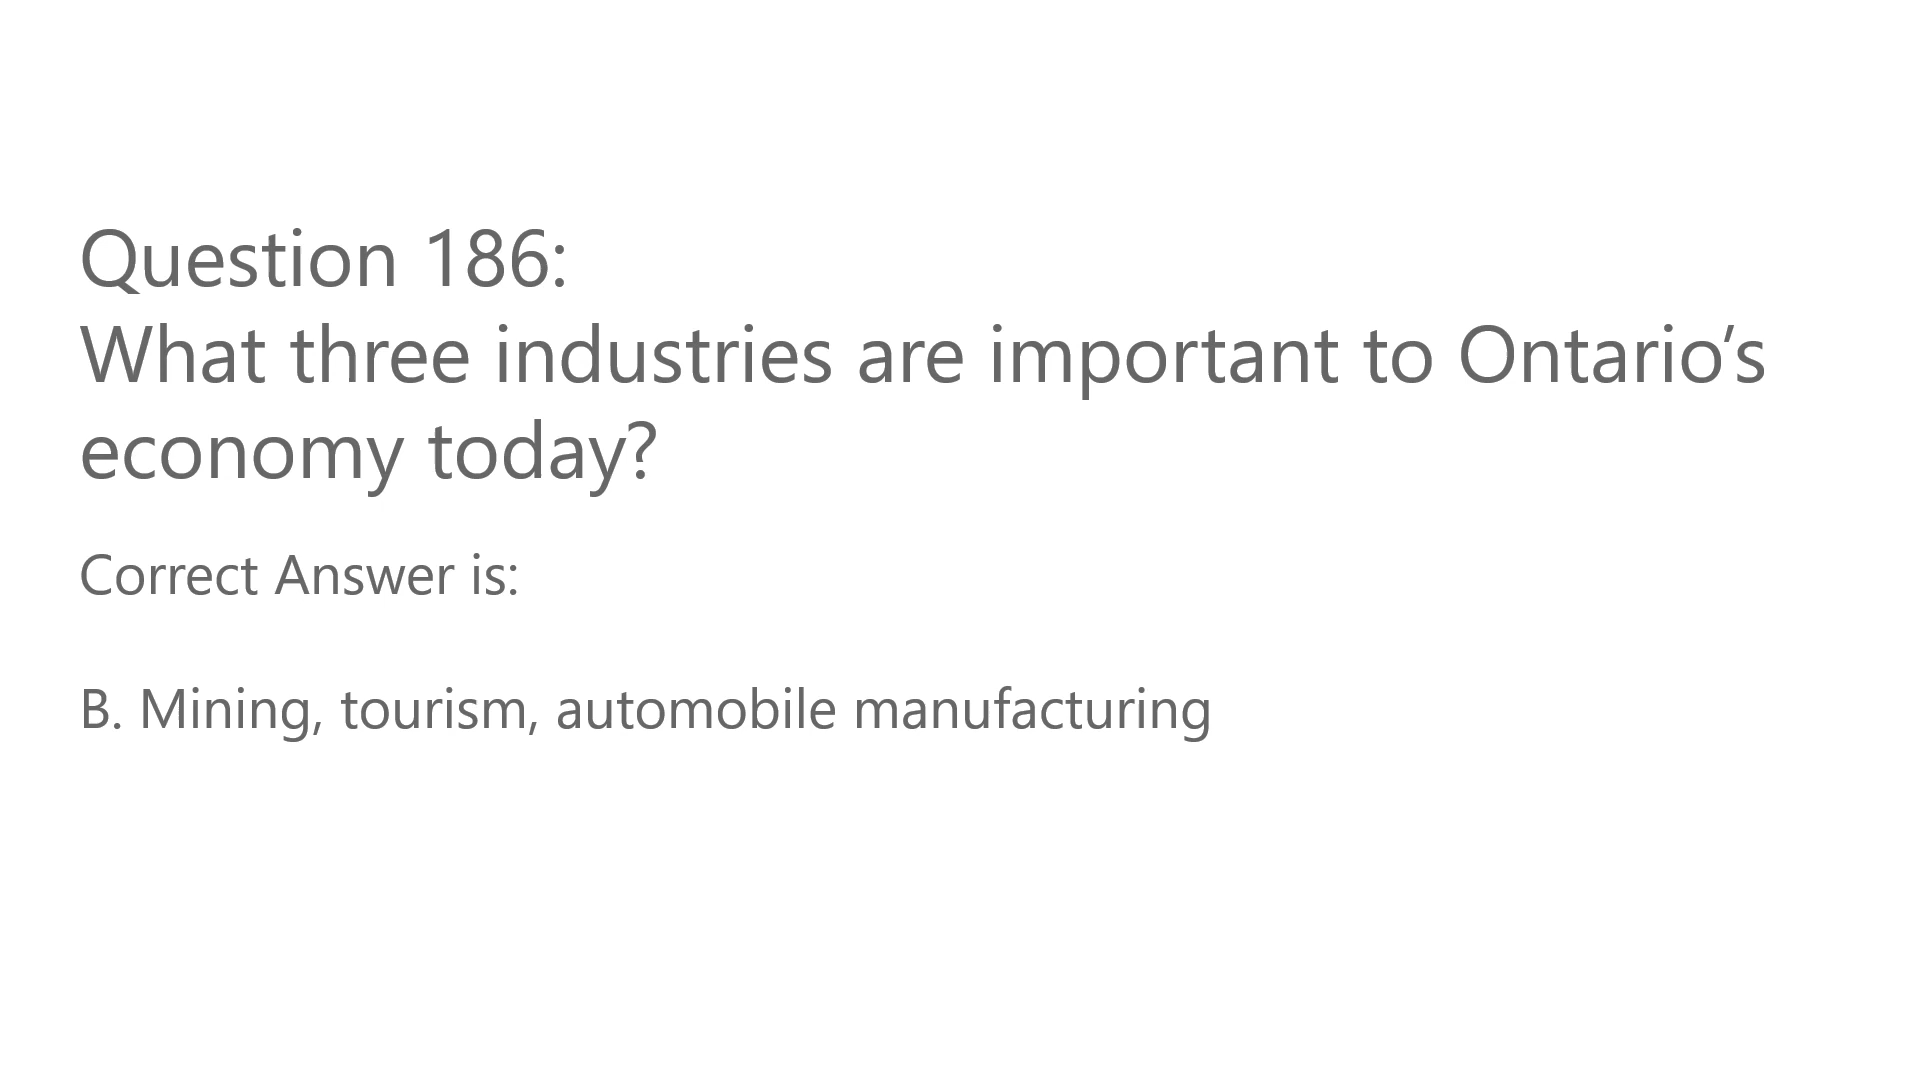 Question 186:
What three industries are important to Ontario’s
economy today?
Correct Answer is:
B. Mining, tourism, automobile manufacturing